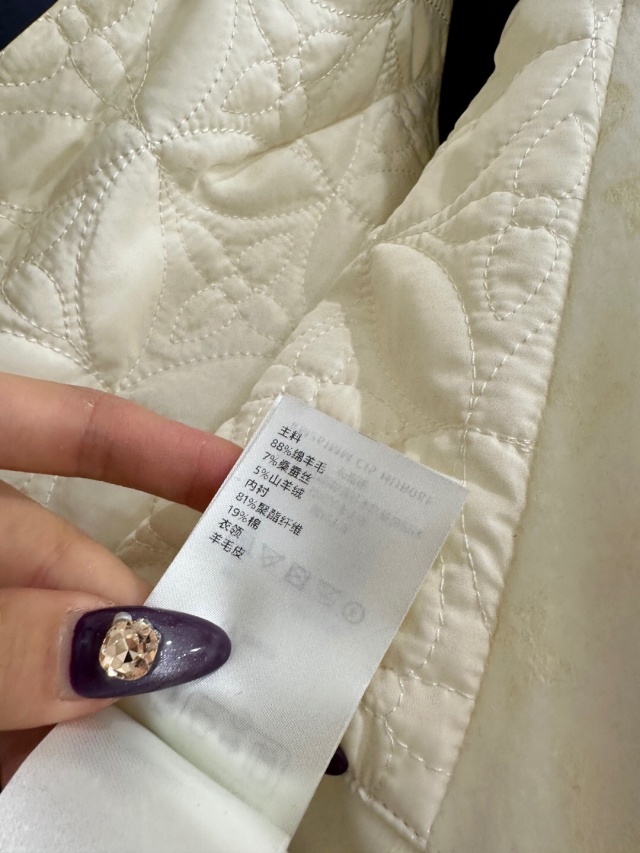 主料
88%绵羊毛
7%桑蚕丝
5%山羊绒
内衬
81%聚酯纤维
19%棉
衣领
羊毛皮